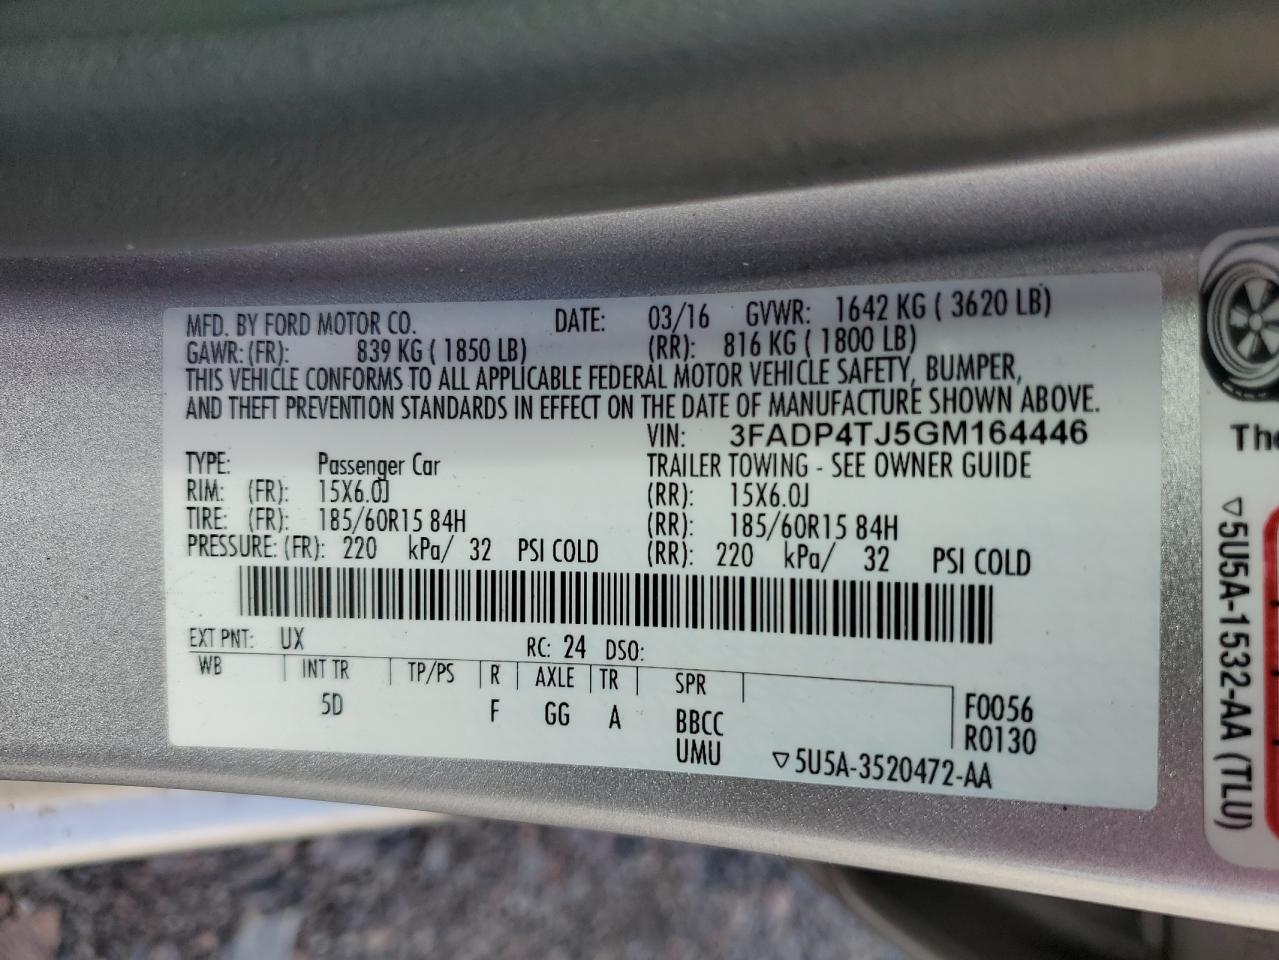 MFD. BY FORD MOTOR CO. DATE: 03/16 GVWR: 1642 KG ( 3620 LB)
GAWR: (FR): 839 KG ( 1850 LB) (RR): 816 KG ( 1800 LB)
THIS VEHICLE CONFORMS TO ALL APPLICABLE FEDERAL MOTOR VEHICLE SAFETY, BUMPER,
AND THEFT PREVENTION STANDARDS IN EFFECT ON THE DATE OF MANUFACTURE SHOWN ABOVE.
VIN: 3FADP4TJ5GM164446
TYPE: Passenger Car TRAILER TOWING - SEE OWNER GUIDE
RIM: (FR): 15X6.0J (RR): 15X6.0J
TIRE: (FR): 185/60R15 84H (RR): 185/60R15 84H
PRESSURE: (FR): 220 kPa/ 32 PSI COLD (RR): 220 kPa/ 32 PSI COLD
EXT PNT: UX RC: 24 DSO:
WB INT TR TP/PS R AXLE TR SPR
5D F GG A BBCC F0056
UMU R0130
▽5U5A-3520472-AA
The
▽5U5A-1532-AA (TLU)